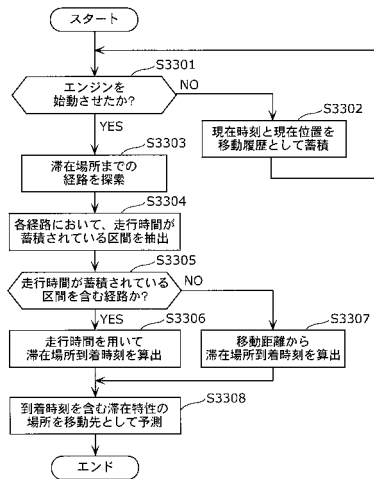 スタート
S3301
エンジンを
始動させたか?
NO
S3302
現在時刻と現在位置を
移動履歴として蓄積
YES
S3303
滞在場所までの
経路を探索
S3304
各経路において、走行時間が
蓄積されている区間を抽出
S3305
走行時間が蓄積されている
区間を含む経路か?
NO
YES
S3306
走行時間を用いて
滞在場所到着時刻を算出
S3307
移動距離から
滞在場所到着時刻を算出
S3308
到着時刻を含む滞在特性の
場所を移動先として予測
エンド